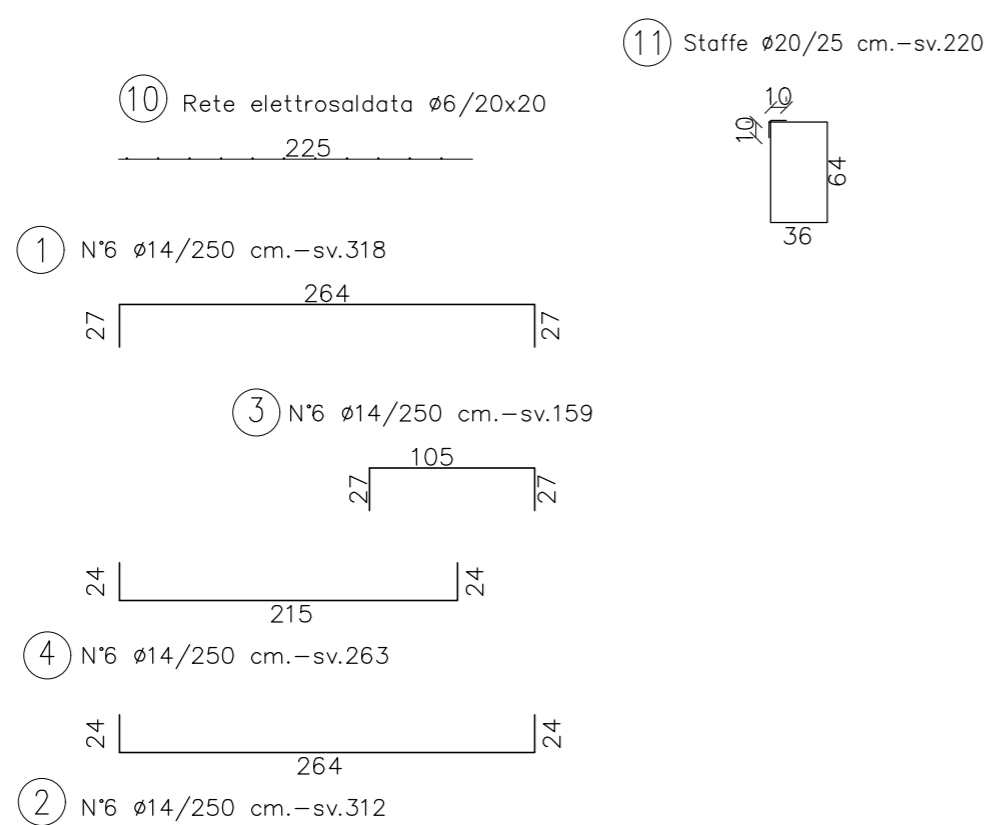 11 Staffe ø20/25 cm.-sv.220
10
10
64
36
10 Rete elettrosaldata ø6/20x20
225
1 N°6 ø14/250 cm.-sv.318
264
27
27
3 N°6 ø14/250 cm.-sv.159
105
27
27
24
24
215
4 N°6 ø14/250 cm.-sv.263
24
24
264
2 N°6 ø14/250 cm.-sv.312